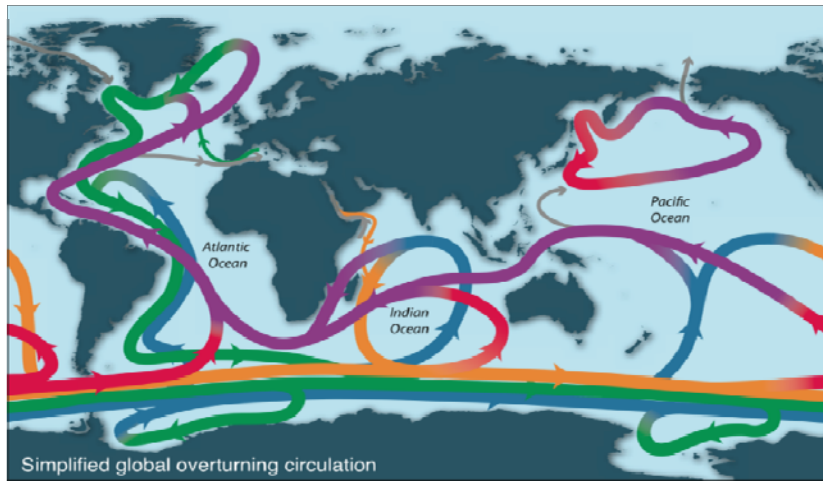 Pacific
Ocean
Atlantic
Ocean
Indian
Ocean
Simplified global overturning circulation